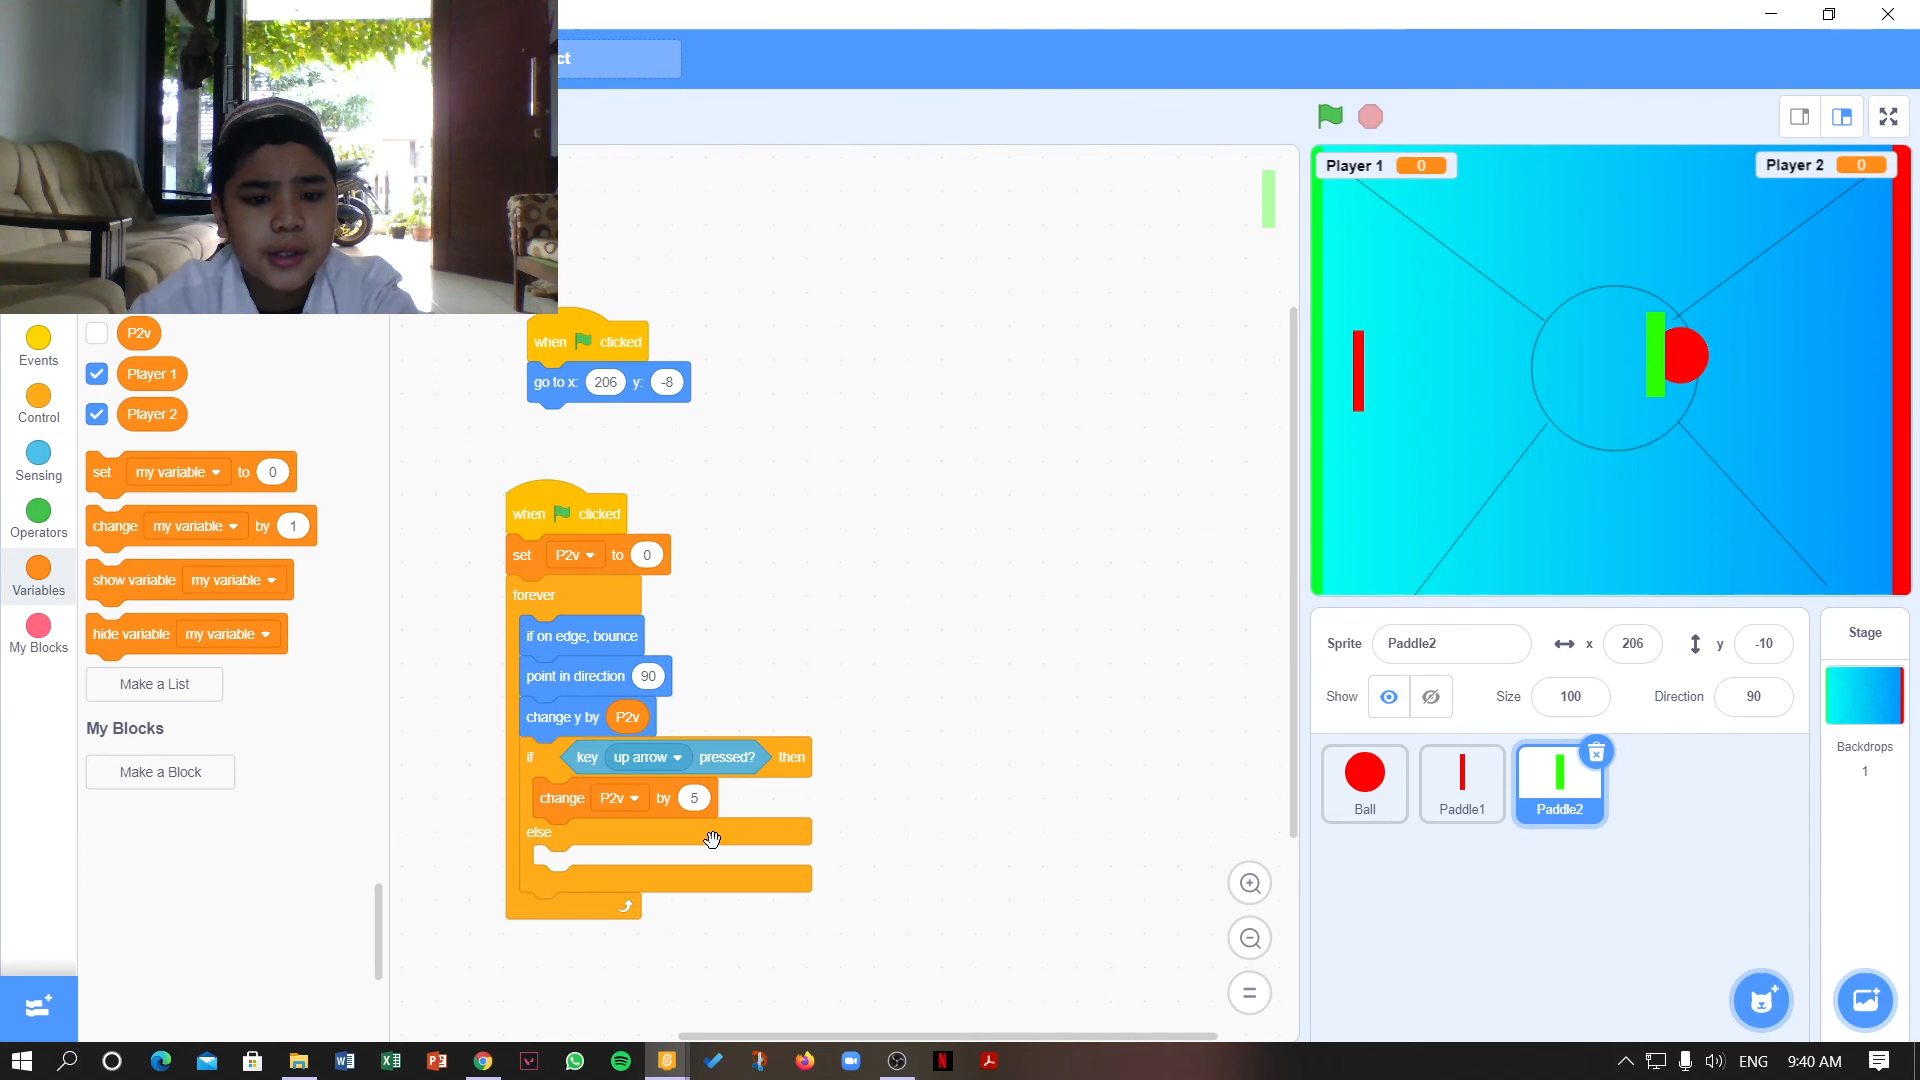 ct
Player 1 0
Player 2 0
P2v
Player 1
Player 2
Events
Control
Sensing
Operators
Variables
My Blocks
set my variable to 0
change my variable by 1
show variable my variable
hide variable my variable
Make a List
My Blocks
Make a Block
when clicked
go to x: 206 y: -8
when clicked
set P2v to 0
forever
if on edge, bounce
point in direction 90
change y by P2v
if key up arrow pressed? then
change P2v by 5
else
Sprite Paddle2 x 206 y -10
Show Size 100 Direction 90
Ball
Paddle1
Paddle2
Stage
Backdrops
1
ENG 9:40 AM